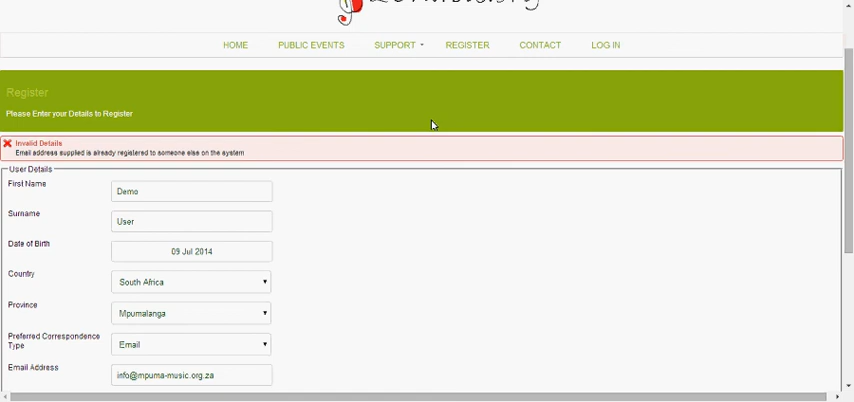 HOME PUBLIC EVENTS SUPPORT REGISTER CONTACT LOG IN
Register
Please Enter your Details to Register
Invalid Details
Email address supplied is already registered to someone else on the system
User Details
First Name Demo
Surname User
Date of Birth 09 Jul 2014
Country South Africa
Province Mpumalanga
Preferred Correspondence
Type Email
Email Address info@mpuma-music.org.za